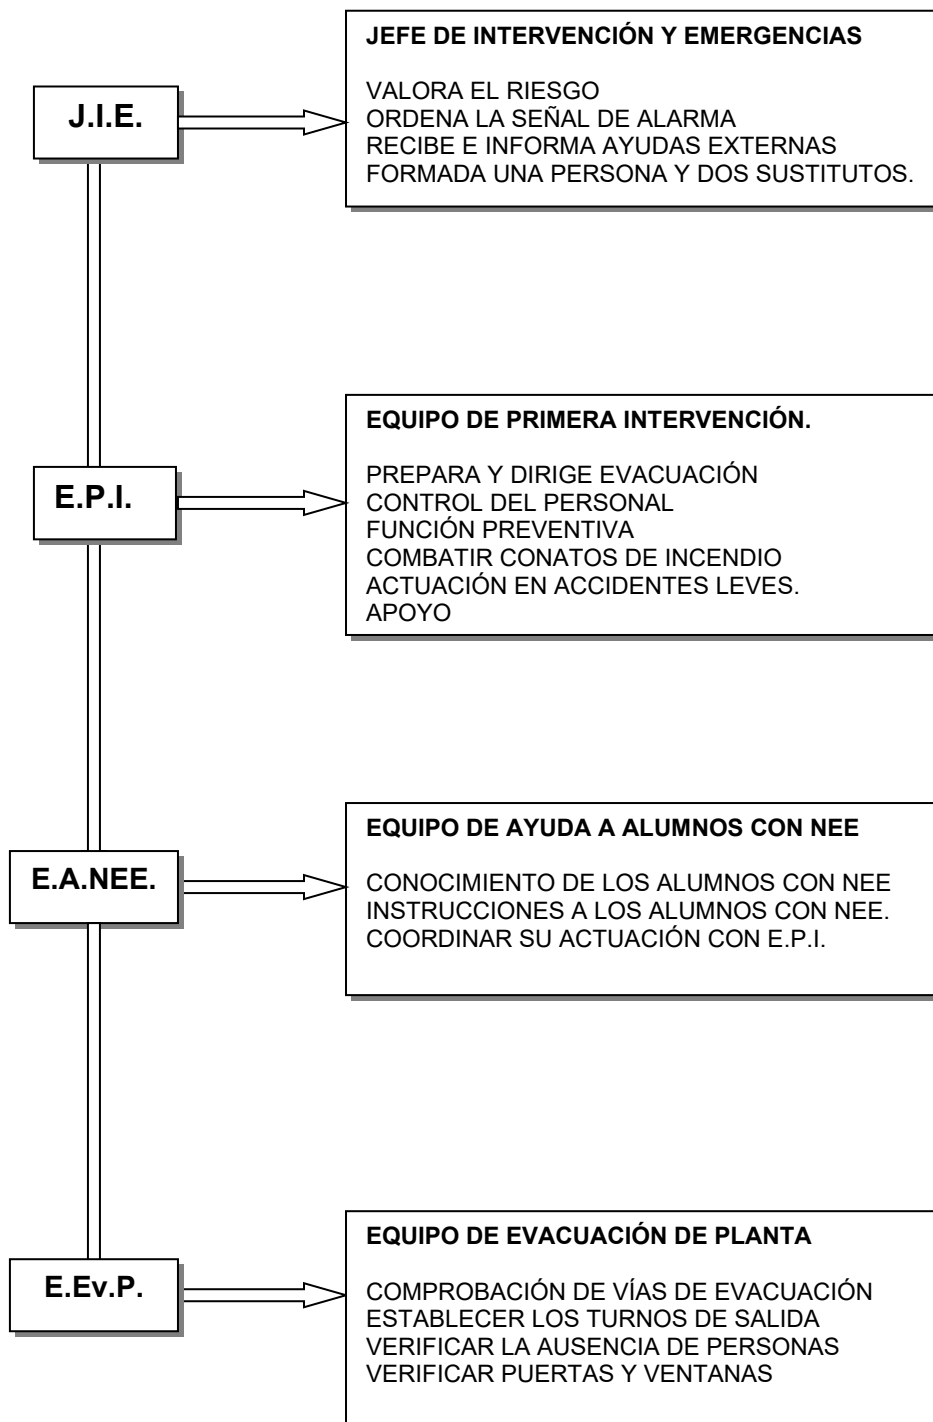 J.I.E.
JEFE DE INTERVENCIÓN Y EMERGENCIAS
VALORA EL RIESGO
ORDENA LA SEÑAL DE ALARMA
RECIBE E INFORMA AYUDAS EXTERNAS
FORMADA UNA PERSONA Y DOS SUSTITUTOS.
E.P.I.
EQUIPO DE PRIMERA INTERVENCIÓN.
PREPARA Y DIRIGE EVACUACIÓN
CONTROL DEL PERSONAL
FUNCIÓN PREVENTIVA
COMBATIR CONATOS DE INCENDIO
ACTUACIÓN EN ACCIDENTES LEVES.
APOYO
E.A.NEE.
EQUIPO DE AYUDA A ALUMNOS CON NEE
CONOCIMIENTO DE LOS ALUMNOS CON NEE
INSTRUCCIONES A LOS ALUMNOS CON NEE.
COORDINAR SU ACTUACIÓN CON E.P.I.
E.Ev.P.
EQUIPO DE EVACUACIÓN DE PLANTA
COMPROBACIÓN DE VÍAS DE EVACUACIÓN
ESTABLECER LOS TURNOS DE SALIDA
VERIFICAR LA AUSENCIA DE PERSONAS
VERIFICAR PUERTAS Y VENTANAS